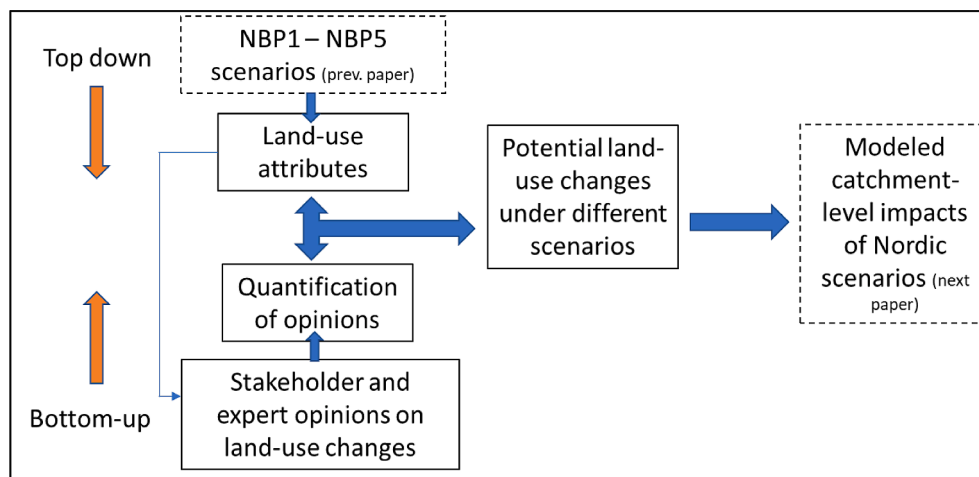 Top down
NBP1 – NBP5
scenarios (prev. paper)
Land-use
attributes
Quantification
of opinions
Stakeholder and
expert opinions on
land-use changes
Bottom-up
Potential land-
use changes
under different
scenarios
Modeled
catchment-
level impacts
of Nordic
scenarios (next
paper)